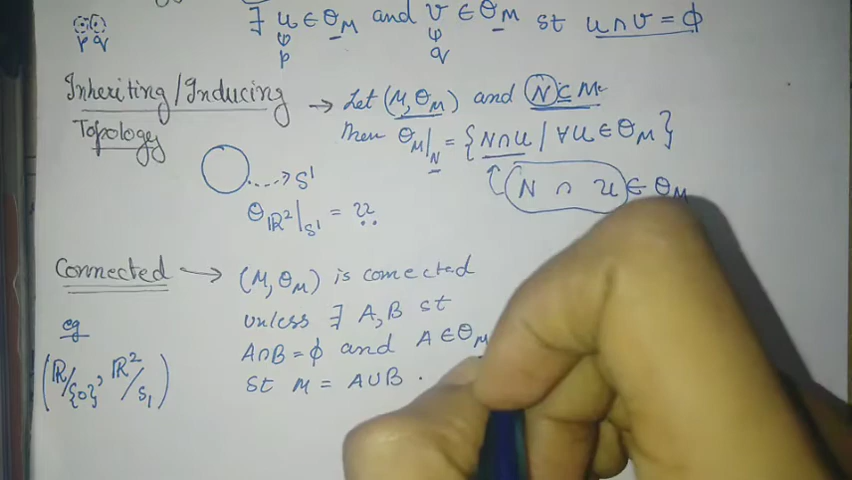 ∃ u ∈ Θ_M and v ∈ Θ_M st u ∩ v = ϕ
p q
p q
Inheriting/Inducing Topology → Let (M, Θ_M) and N ⊆ M
Then Θ_M|_N = {N∩u / ∀u ∈ Θ_M}
N ∩ u ∈ Θ_M
S¹
Θ_ℝ²|_S¹ = ??
Connected → (M, Θ_M) is connected
unless ∃ A, B st
A∩B = ϕ and A ∈ Θ_M
st M = A∪B .
eg
(ℝ/{0}, ℝ²/S₁)